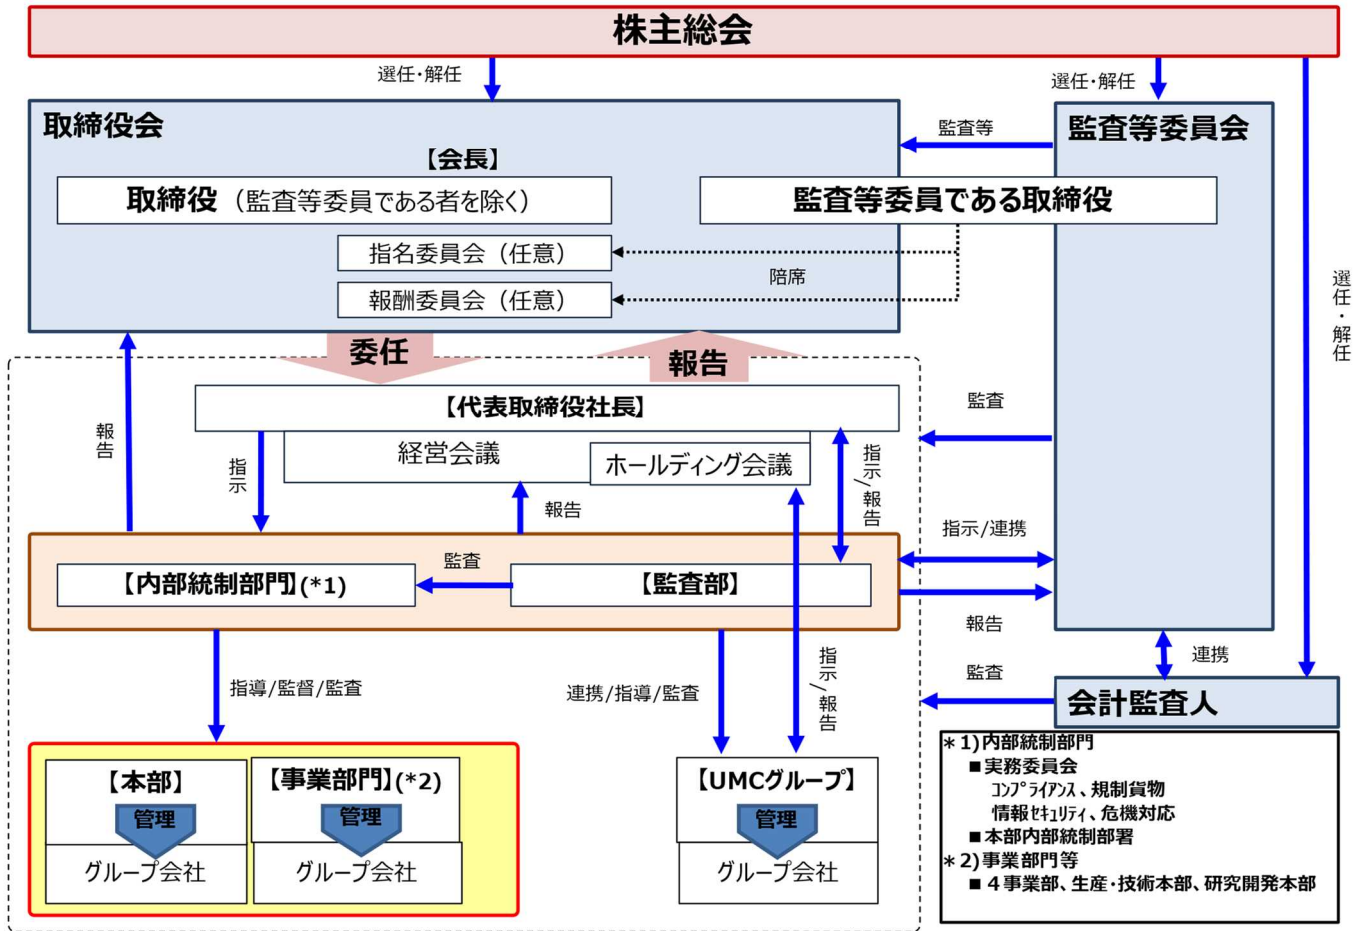 株主総会
選任・解任
選任・解任
取締役会
監査等委員会
監査等
【会長】
取締役（監査等委員である者を除く）
監査等委員である取締役
指名委員会（任意）
陪席
報酬委員会（任意）
選任・解任
委任
報告
【代表取締役社長】
監査
報告
指示
経営会議
ホールディング会議
指示/報告
報告
指示/連携
監査
【内部統制部門】(*1)
【監査部】
報告
連携
指導/監督/監査
連携/指導/監査
指示/報告
監査
会計監査人
【本部】
【事業部門】(*2)
【UMCグループ】
管理
管理
管理
グループ会社
グループ会社
グループ会社
＊1)内部統制部門
■実務委員会
ｺﾝﾌﾟﾗｲｱﾝｽ、規制貨物
情報ｾｷｭﾘﾃｨ、危機対応
■本部内部統制部署
＊2)事業部門等
■４事業部、生産・技術本部、研究開発本部